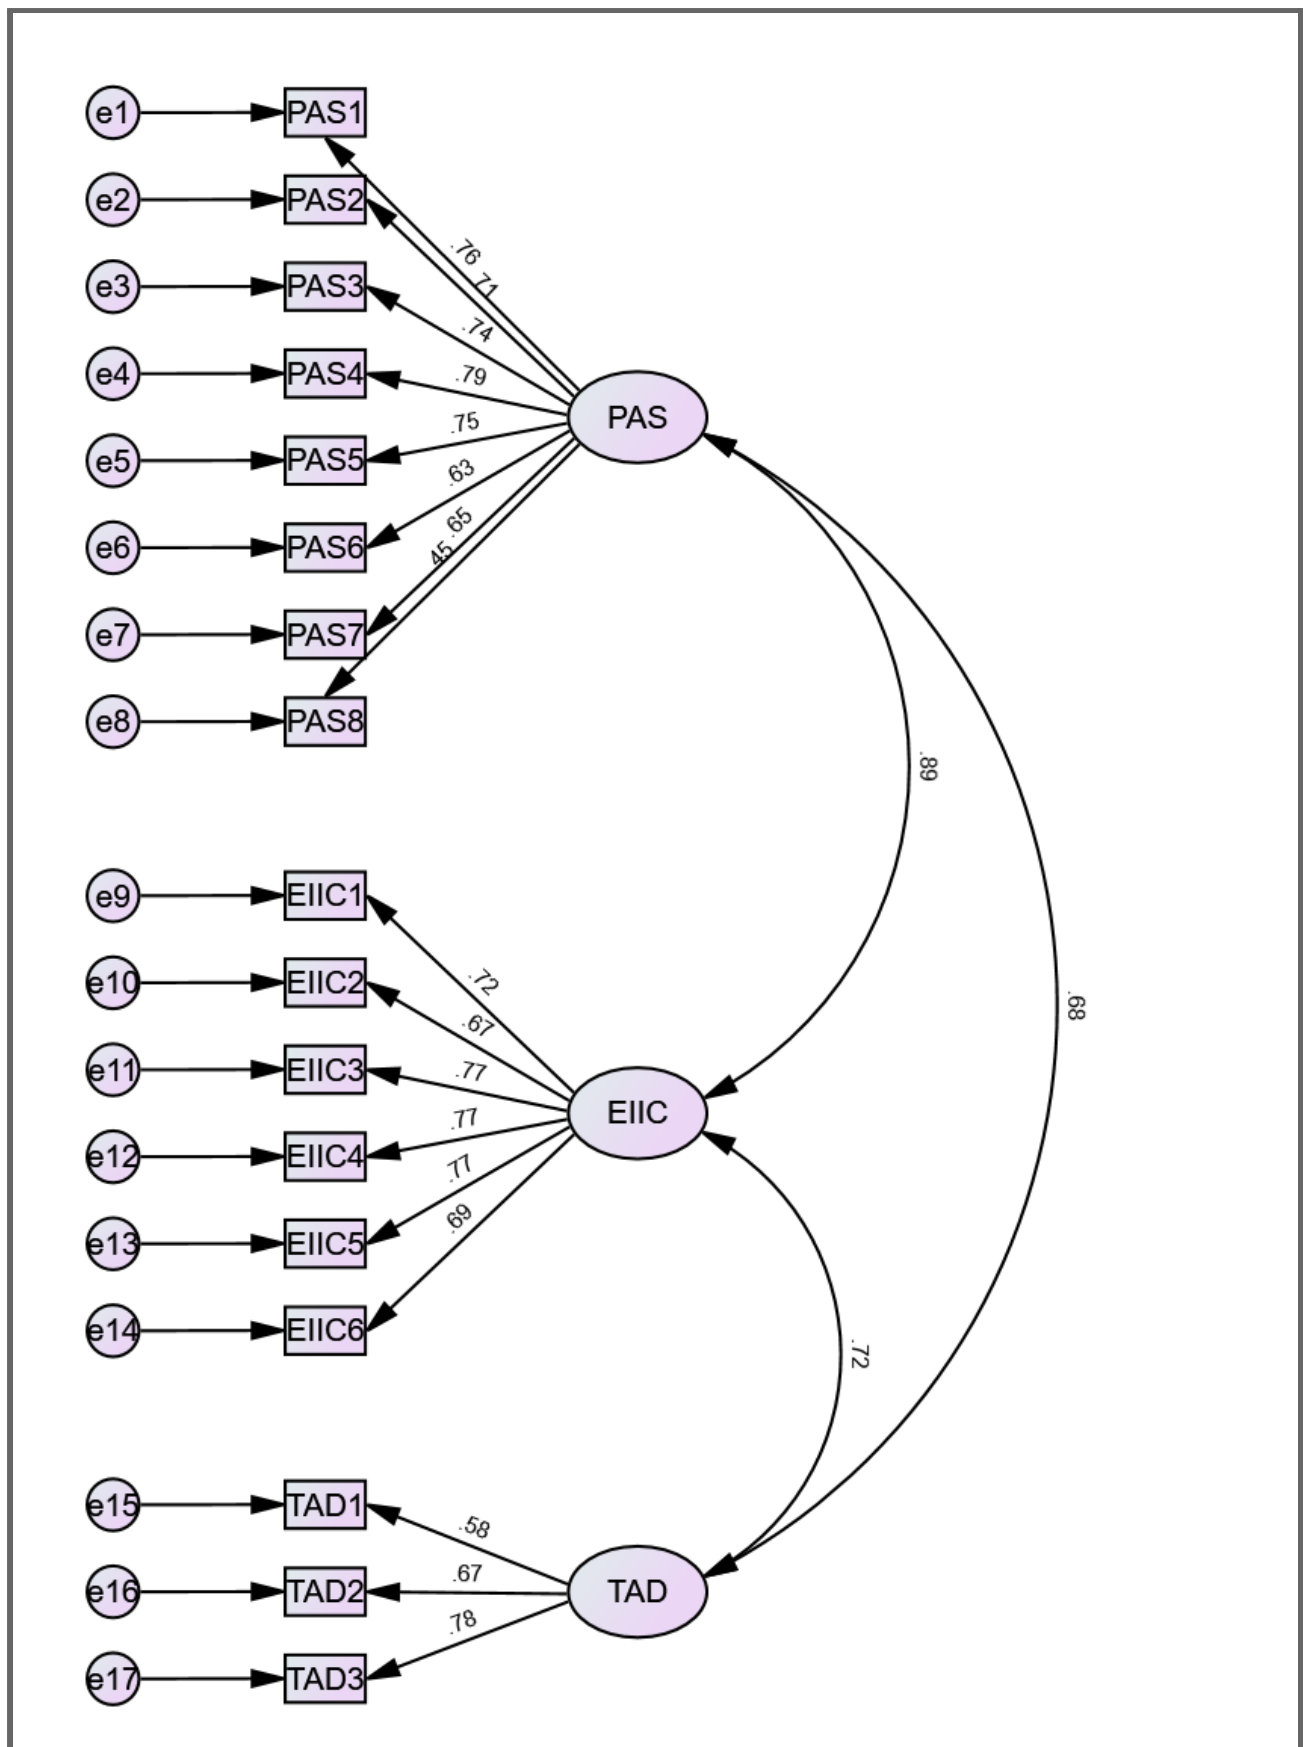 e1 PAS1
e2 PAS2
.76
.71
e3 PAS3
.74
e4 PAS4
.79
PAS
.75
e5 PAS5
.63
.65
e6 PAS6
.45
e7 PAS7
e8 PAS8
.89
e9 EIIC1
.72
e10 EIIC2
.68
.67
e11 EIIC3
.77
EIIC
.77
e12 EIIC4
.77
.69
e13 EIIC5
e14 EIIC6
.72
e15 TAD1
.58
.67
e16 TAD2
TAD
.78
e17 TAD3